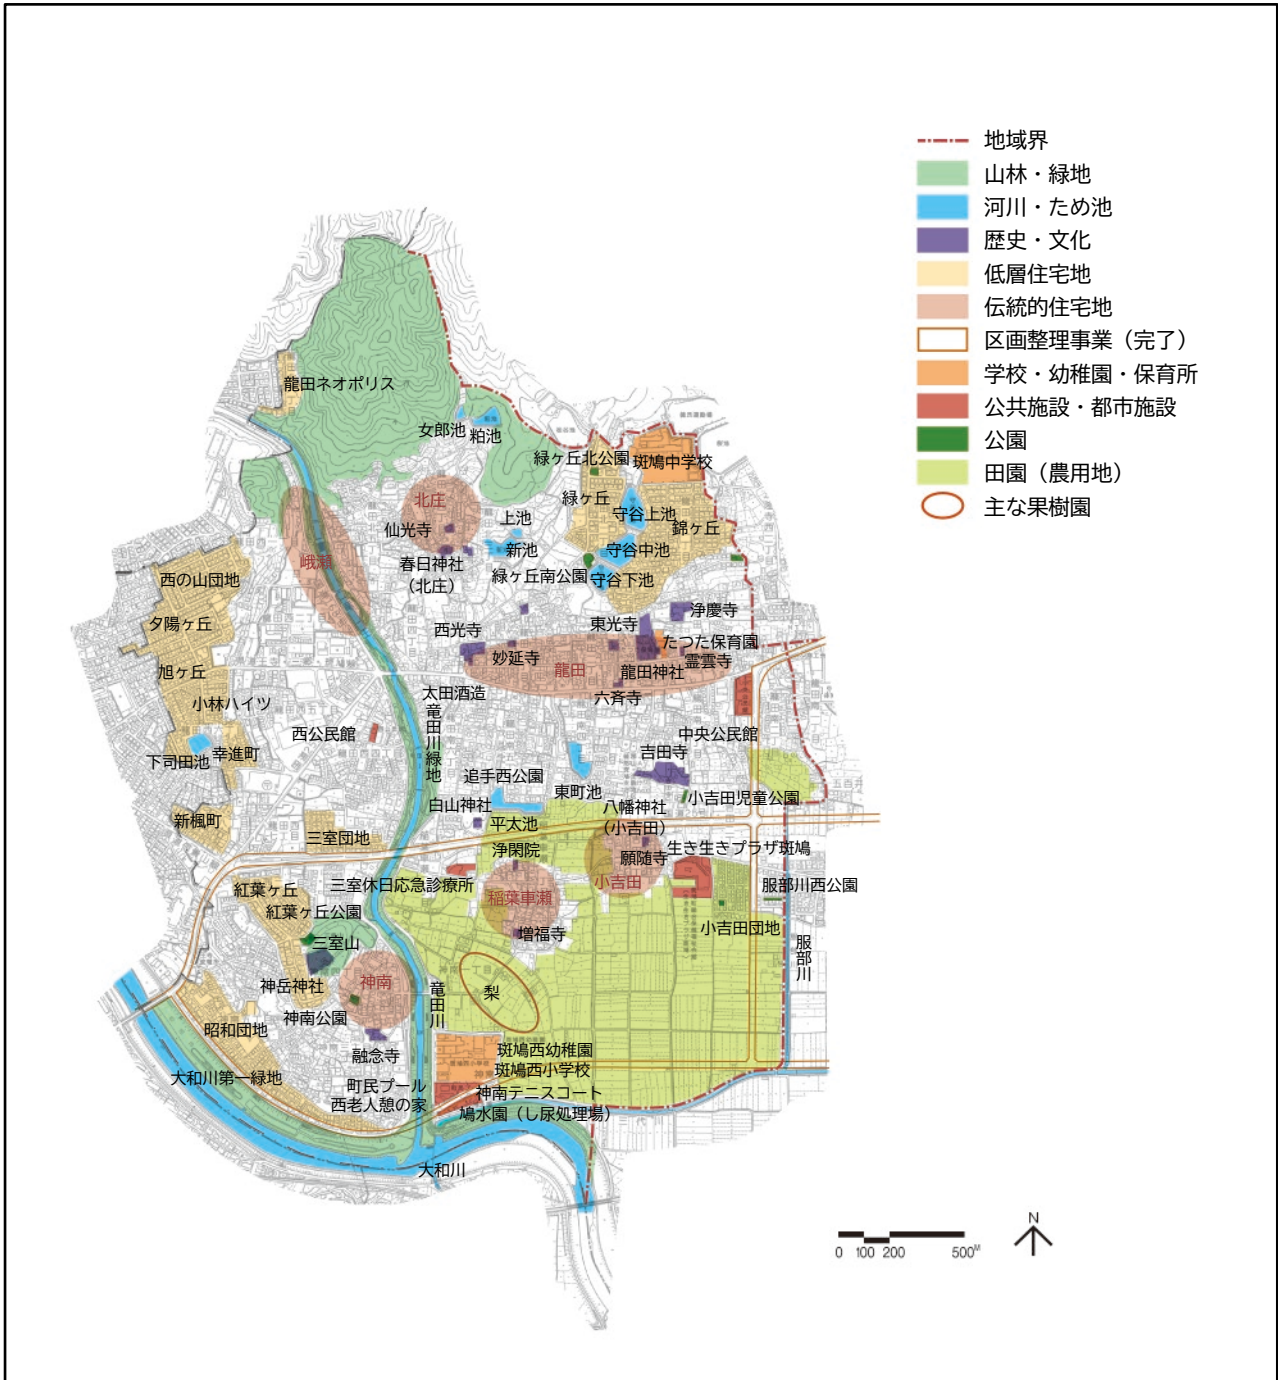 地域界
山林・緑地
河川・ため池
歴史・文化
低層住宅地
伝統的住宅地
区画整理事業（完了）
学校・幼稚園・保育所
公共施設・都市施設
公園
田園（農用地）
主な果樹園
龍田ネオポリス
女郎池
粕池
緑ヶ丘北公園
斑鳩中学校
北庄
緑ヶ丘
仙光寺
上池
守谷上池
錦ヶ丘
峨瀬
新池
守谷中池
春日神社
（北庄）
緑ヶ丘南公園
守谷下池
西の山団地
夕陽ヶ丘
西光寺
東光寺
浄慶寺
たつた保育園
妙延寺
龍田
龍田神社
霊雲寺
旭ヶ丘
小林ハイツ
太田酒造
六斉寺
西公民館
竜田川緑地
中央公民館
吉田寺
下司田池
幸進町
追手西公園
東町池
小吉田児童公園
白山神社
八幡神社
（小吉田）
新楓町
三室団地
平太池
浄閑院
願随寺
生き生きプラザ斑鳩
紅葉ヶ丘
三室休日応急診療所
小吉田
服部川西公園
紅葉ヶ丘公園
稲葉車瀬
小吉田団地
三室山
増福寺
服部川
神岳神社
神南
竜田川
梨
神南公園
昭和団地
融念寺
斑鳩西幼稚園
斑鳩西小学校
大和川第一緑地
町民プール
西老人憩の家
神南テニスコート
鳩水園（し尿処理場）
大和川
N
0 100 200 500M